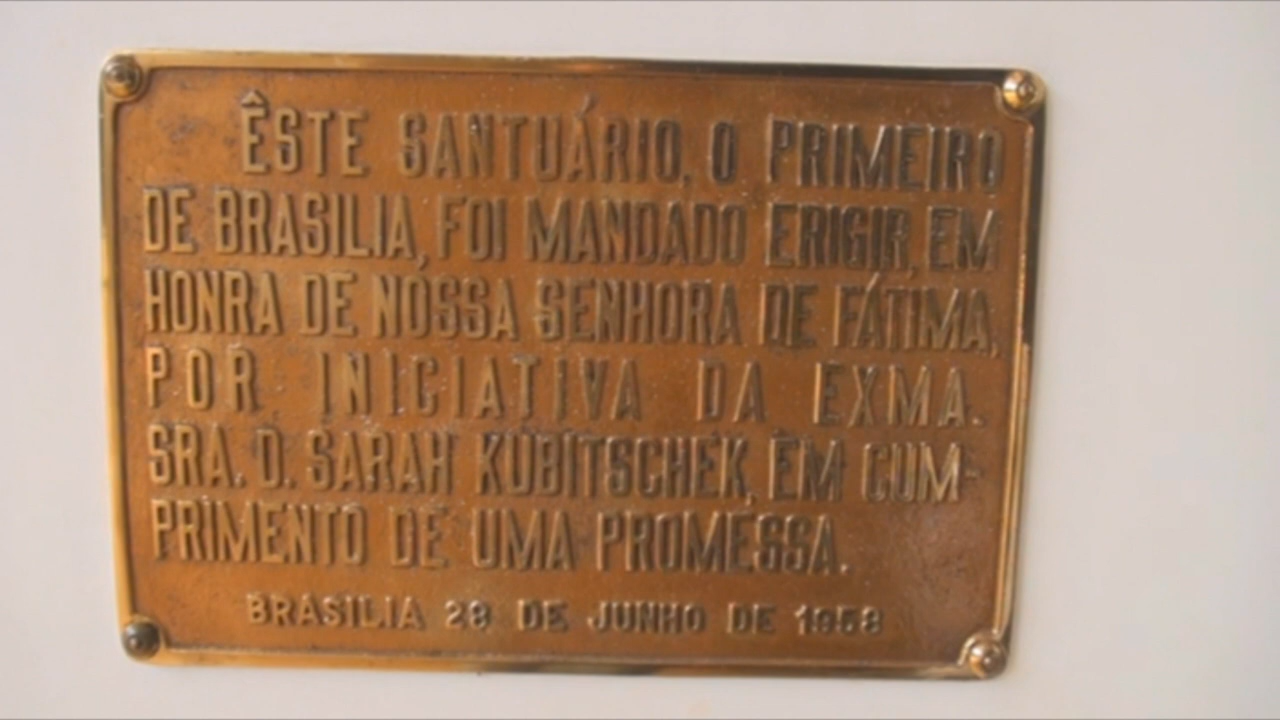 ÊSTE SANTUÁRIO, O PRIMEIRO
DE BRASILIA, FOI MANDADO ERIGIR, EM
HONRA DE NOSSA SENHORA DE FÁTIMA,
POR INICIATIVA DA EXMA.
SRA. D. SARAH KUBITSCHEK, EM CUM-
PRIMENTO DE UMA PROMESSA.
BRASILIA 28 DE JUNHO DE 1958